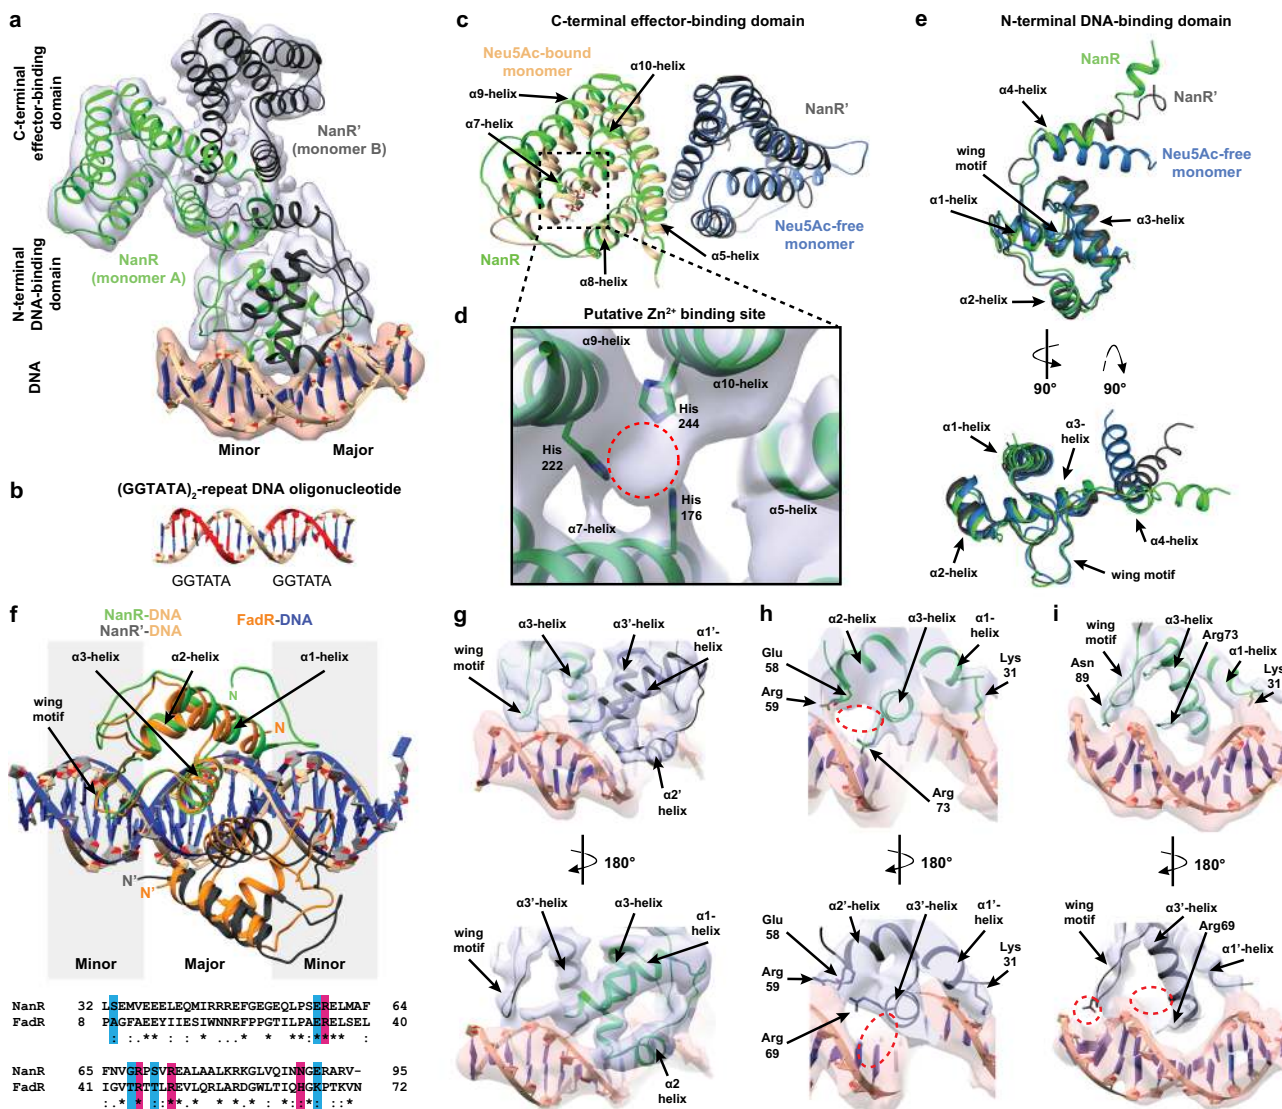 a
C-terminal
effector-binding
domain
NanR'
(monomer B)
NanR
(monomer A)
N-terminal
DNA-binding
domain
DNA
Minor
Major
b
(GGTATA)2-repeat DNA oligonucleotide
GGTATA
GGTATA
c
C-terminal effector-binding domain
Neu5Ac-bound
monomer
α10-helix
α9-helix
α7-helix
NanR'
Neu5Ac-free
monomer
NanR
α8-helix
α5-helix
d
Putative Zn2+ binding site
α9-helix
α10-helix
His
244
His
222
His
176
α7-helix
α5-helix
e
N-terminal DNA-binding domain
NanR
α4-helix
NanR'
wing
motif
Neu5Ac-free
monomer
α1-helix
α3-helix
α2-helix
90°
90°
α1-helix
α3-
helix
α2-helix
α4-helix
wing motif
f
NanR-DNA
NanR'-DNA
FadR-DNA
α3-helix
α2-helix
α1-helix
wing
motif
N
N
N'
N'
Minor
Major
Minor
NanR 32 LSEMVEEELEQMIRRREFGEGEQLPSERELMAF 64
FadR 8 PAGFAEEYIIESIWNNRFPPGTILPAERELSEL 40
: :.** *. * ...* * .*.:****. :
NanR 65 FNVGRPSVREALAALKRKGLVQINNGERARV- 95
FadR 41 IGVTRTTLREVLQRLARDGWLTIQHGKPTKVN 72
:.* * .::**.* * *.* : *::*: ::*
g
α3-helix
α3'-helix
α1'-
helix
wing
motif
α2'
helix
180°
α3'-helix
α3-helix
α1-
helix
wing
motif
α2
helix
h
α2-helix
α3-helix
α1-
helix
Glu
58
Arg
59
Lys
31
Arg
73
180°
Glu
58
α2'-helix
α3'-helix
α1'-
helix
Arg
59
Lys
31
Arg
69
i
wing
motif
α3-helix
Arg73
α1-helix
Asn
89
Lys
31
180°
wing
motif
α3'-helix
Arg69
α1'-helix